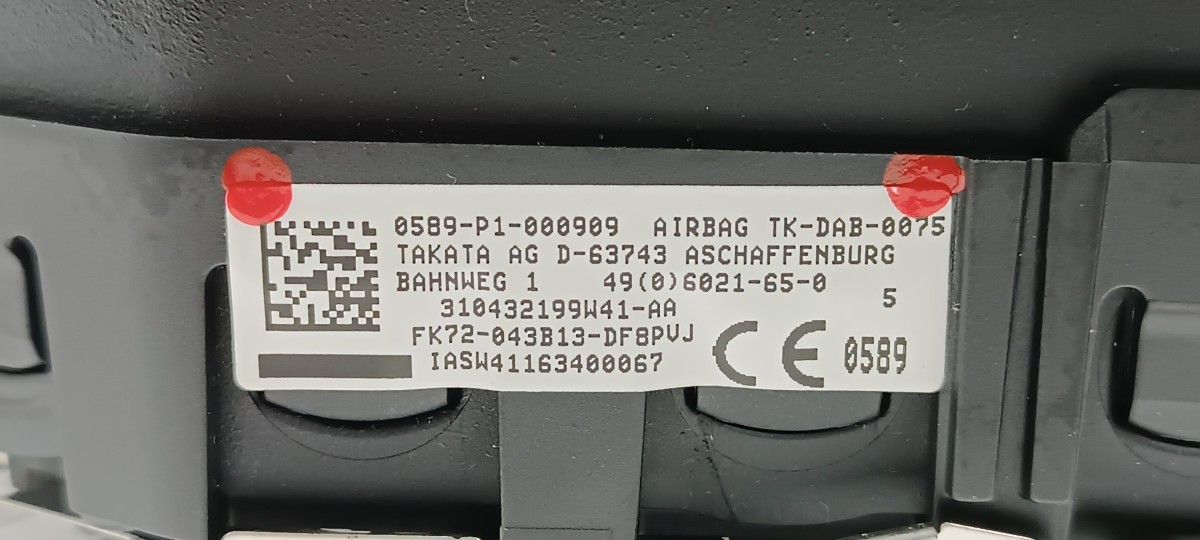 0589-P1-000909 AIRBAG TK-DAB-0075
TAKATA AG D-63743 ASCHAFFENBURG
BAHNWEG 1 49(0)6021-65-0
5
310432199W41-AA
FK72-043B13-DF8PVJ
IASW41163400067
CE 0589